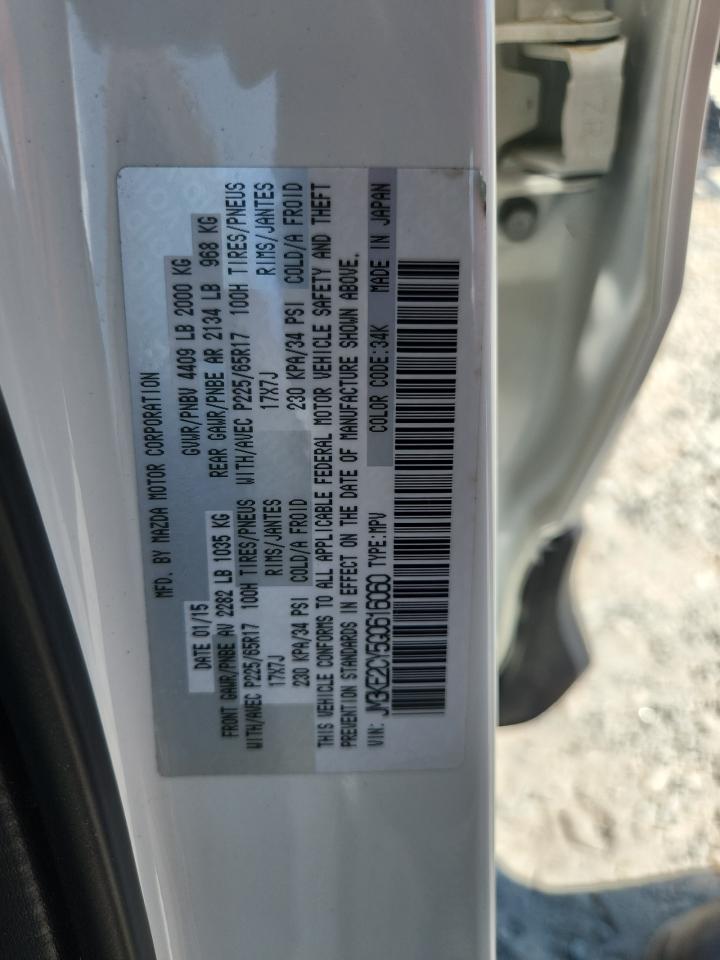 MFD. BY MAZDA MOTOR CORPORATION
DATE 01/15 GVWR/PNBV 4409 LB 2000 KG
FRONT GAWR/PNBE AV 2282 LB 1035 KG REAR GAWR/PNBE AR 2134 LB 968 KG
WITH/AVEC P225/65R17 100H TIRES/PNEUS WITH/AVEC P225/65R17 100H TIRES/PNEUS
17X7J RIMS/JANTES 17X7J RIMS/JANTES
230 KPA/34 PSI COLD/A FROID 230 KPA/34 PSI COLD/A FROID
THIS VEHICLE CONFORMS TO ALL APPLICABLE FEDERAL MOTOR VEHICLE SAFETY AND THEFT
PREVENTION STANDARDS IN EFFECT ON THE DATE OF MANUFACTURE SHOWN ABOVE.
VIN: JM3KE2CY5G0616060 TYPE:MPV COLOR CODE:34K MADE IN JAPAN